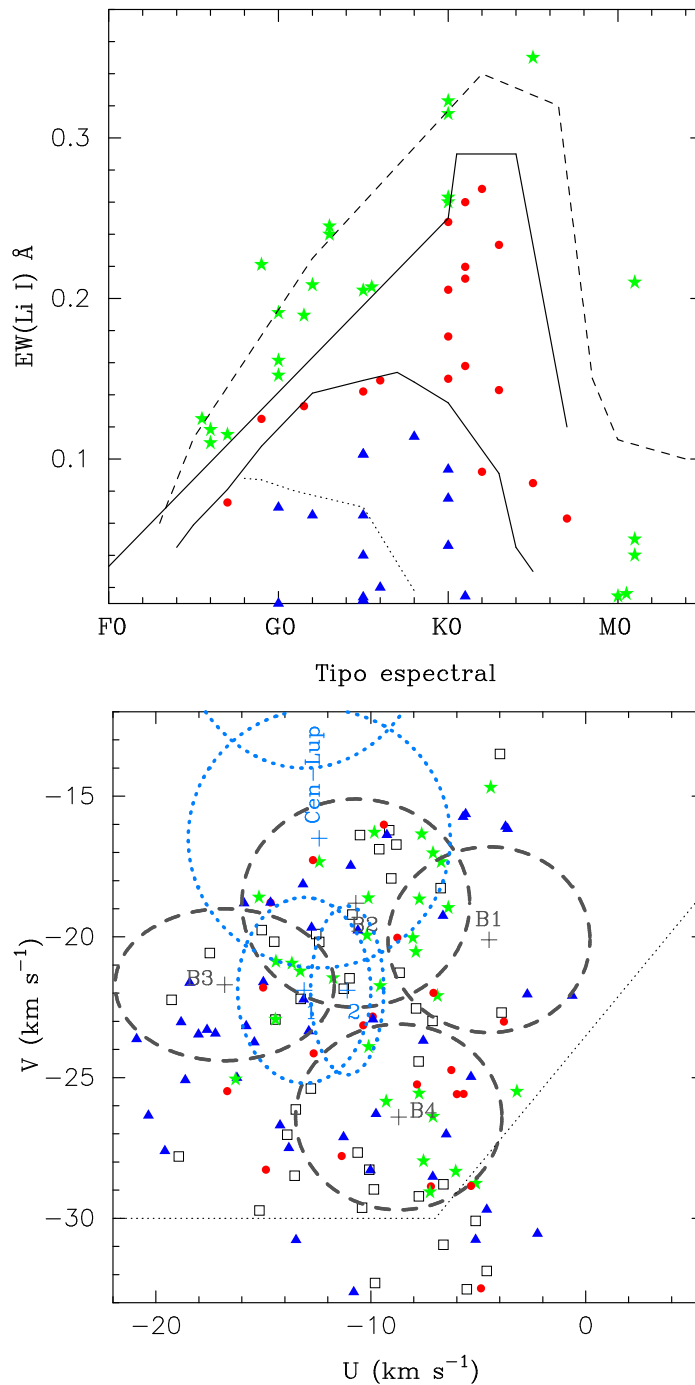 0.3
0.2
0.1
EW(Li I) Å
F0 G0 K0 M0
Tipo espectral
−15
−20
−25
−30
V (km s⁻¹)
Cen−Lup
B1
B2
B3
1
2
B4
−20 −10 0
U (km s⁻¹)